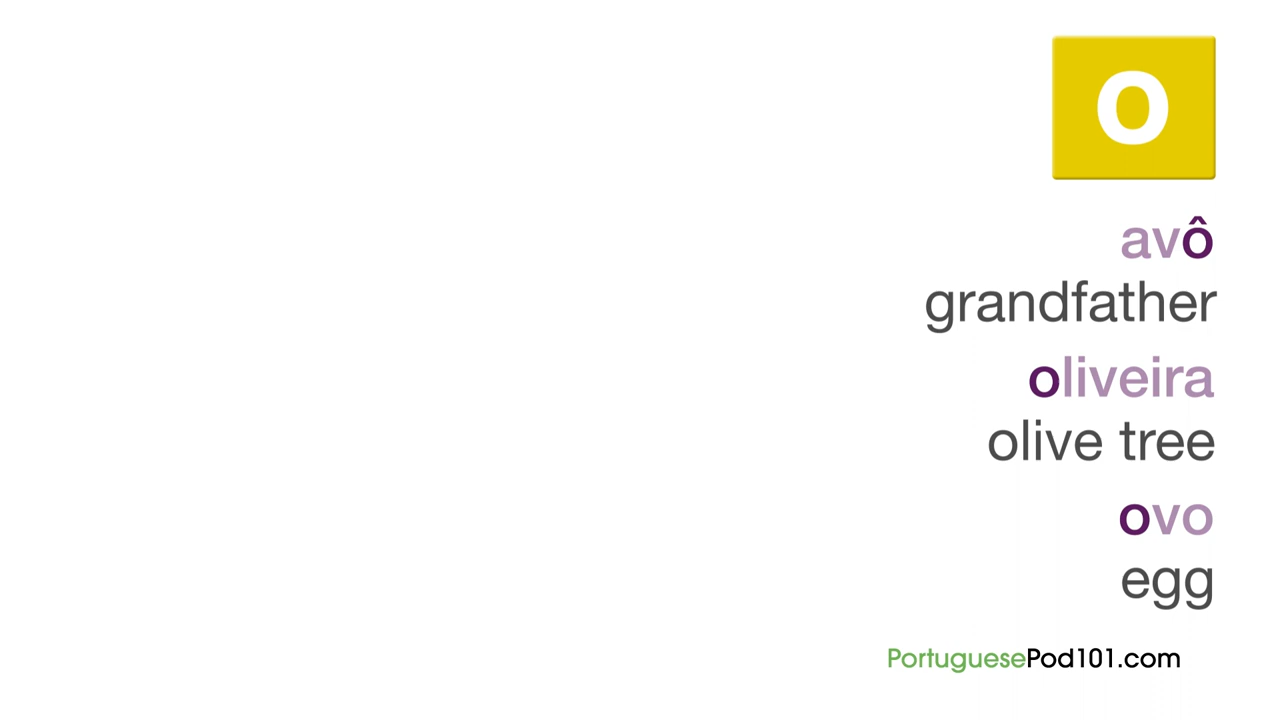 o
avô
grandfather
oliveira
olive tree
ovo
egg
PortuguesePod101.com